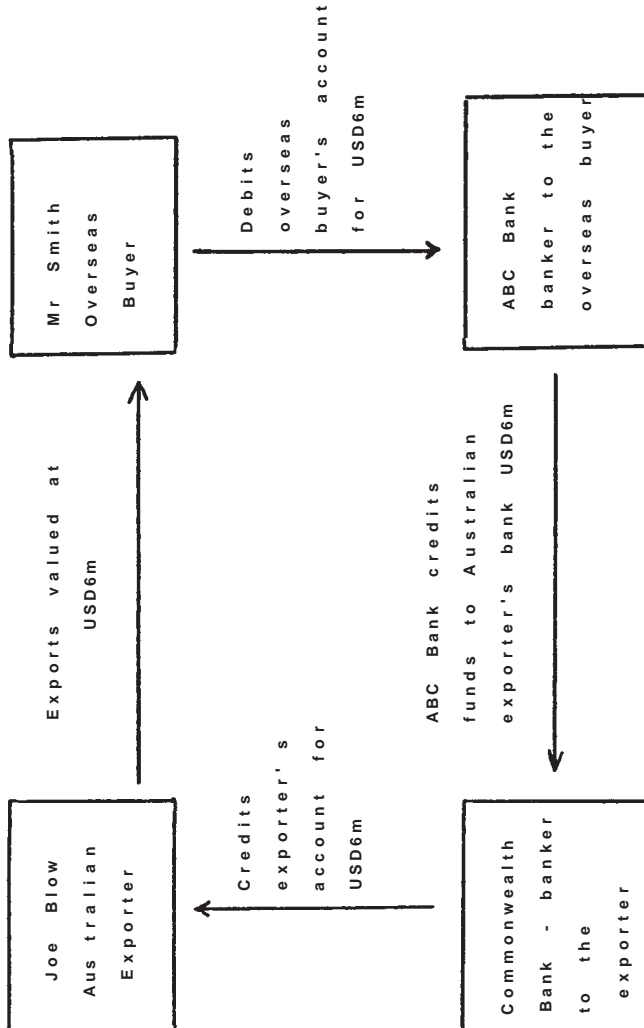 Joe Blow
Australian
Exporter
Exports valued at
USD6m
Mr Smith
Overseas
Buyer
Credits
exporter's
account for
USD6m
Debits
overseas
buyer's account
for USD6m
ABC Bank credits
funds to Australian
exporter's bank USD6m
Commonwealth
Bank - banker
to the
exporter
ABC Bank
banker to the
overseas buyer